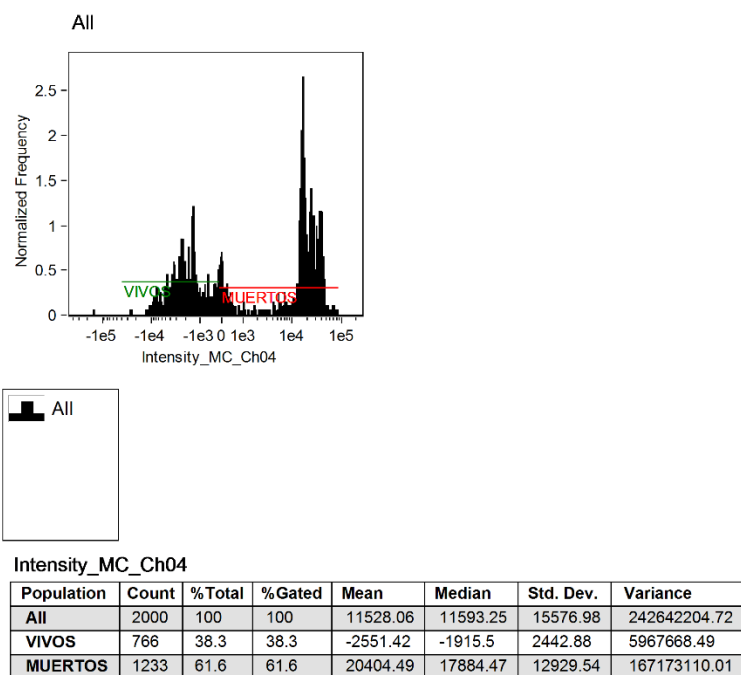 All
Normalized Frequency
2.5
2
1.5
1
0.5
0
VIVOS
MUERTOS
-1e5 -1e4 -1e3 0 1e3 1e4 1e5
Intensity_MC_Ch04
All
Intensity_MC_Ch04
Population Count %Total %Gated Mean Median Std. Dev. Variance
All 2000 100 100 11528.06 11593.25 15576.98 242642204.72
VIVOS 766 38.3 38.3 -2551.42 -1915.5 2442.88 5967668.49
MUERTOS 1233 61.6 61.6 20404.49 17884.47 12929.54 167173110.01